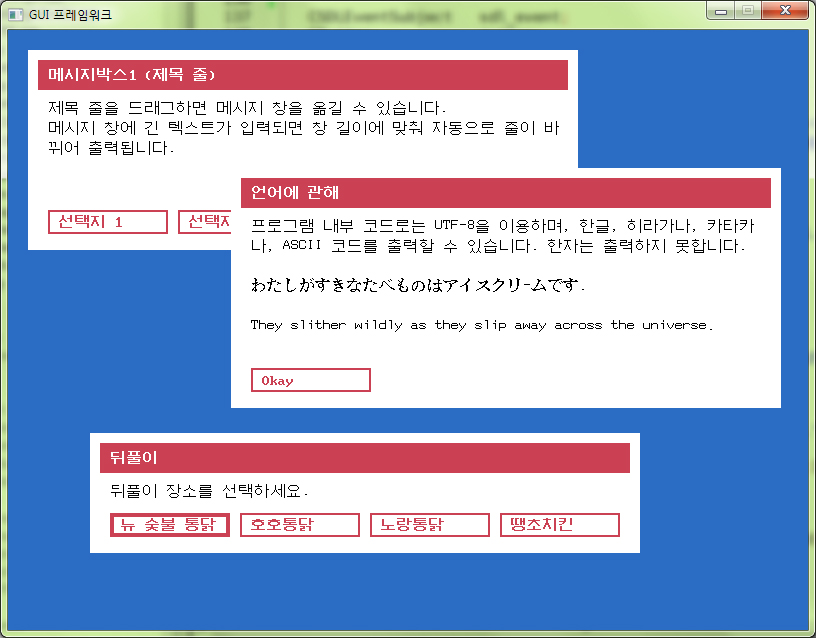 GUI 프레임워크
메시지박스1 (제목 줄)
제목 줄을 드래그하면 메시지 창을 옮길 수 있습니다.
메시지 창에 긴 텍스트가 입력되면 창 길이에 맞춰 자동으로 줄이 바
뀌어 출력됩니다.
선택지 1
선택지
언어에 관해
프로그램 내부 코드로는 UTF-8을 이용하며, 한글, 히라가나, 카타카
나, ASCII 코드를 출력할 수 있습니다. 한자는 출력하지 못합니다.
わたしがすきなたべものはアイスクリームです.
They slither wildly as they slip away across the universe.
Okay
뒤풀이
뒤풀이 장소를 선택하세요.
뉴 숯불 통닭
호호통닭
노랑통닭
땡초치킨